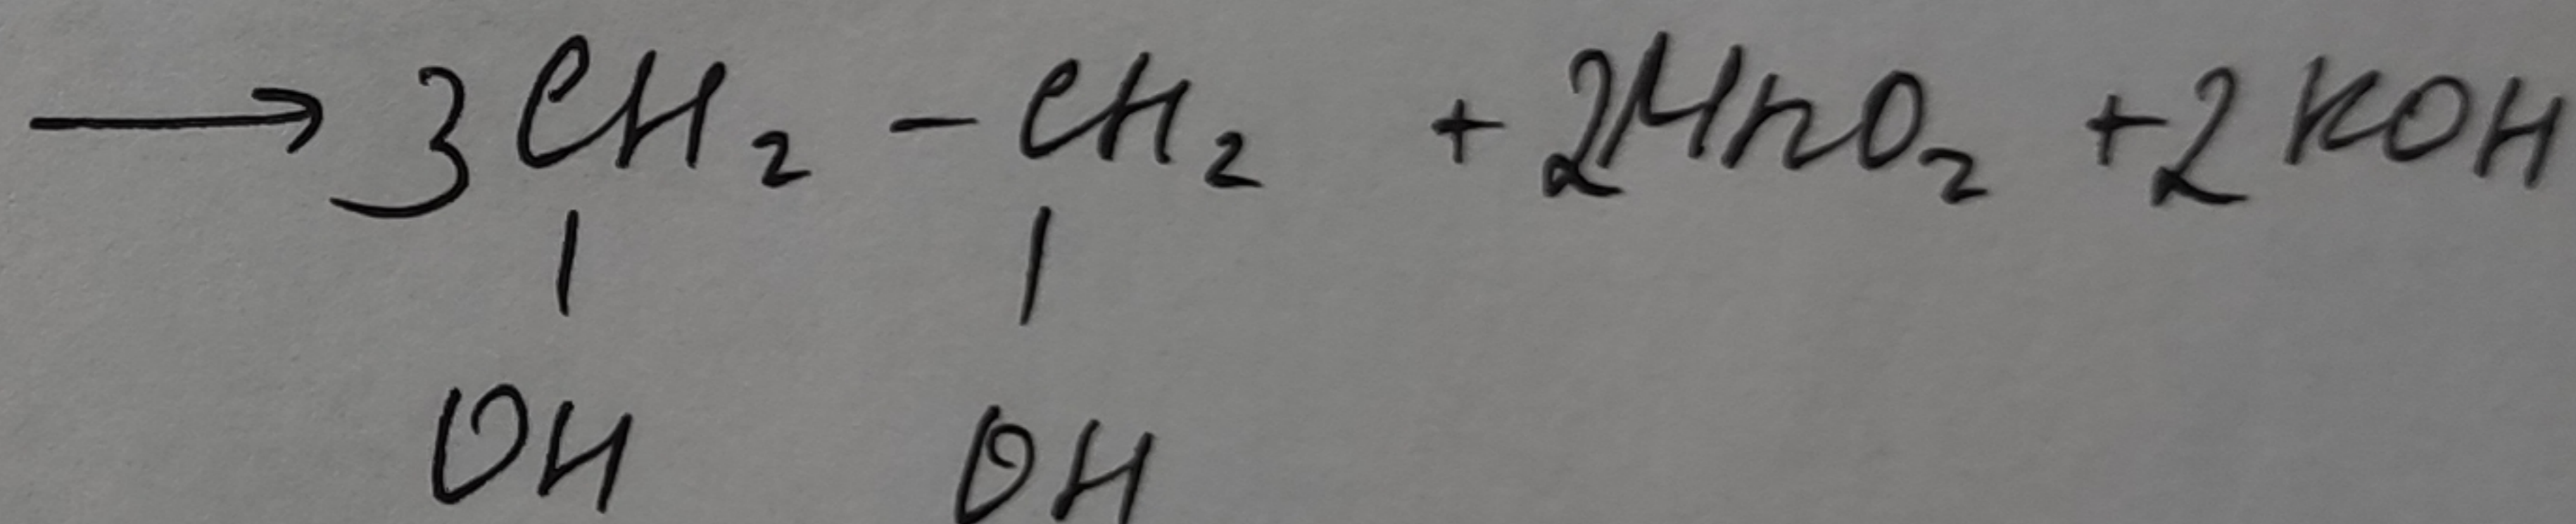 → 3CH₂ - CH₂ + 2MnO₂ + 2KOH
| |
OH OH